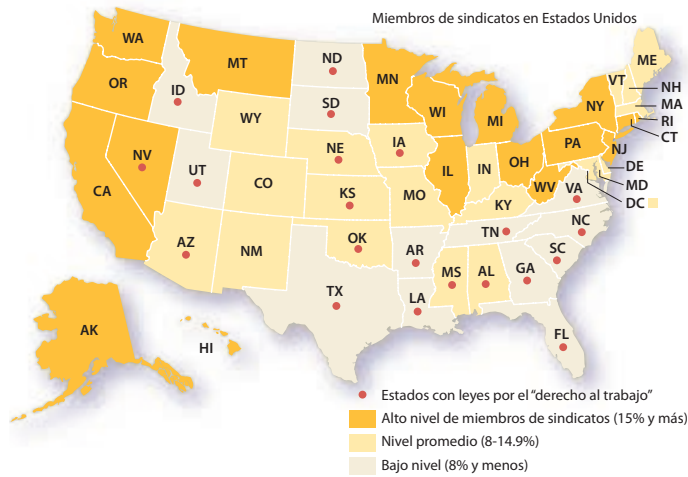 Miembros de sindicatos en Estados Unidos
WA
OR
CA
NV
ID
MT
WY
UT
AZ
CO
NM
ND
SD
NE
KS
OK
TX
MN
IA
MO
AR
LA
WI
IL
MI
IN
OH
KY
TN
MS
AL
GA
FL
SC
NC
VA
WV
PA
NY
VT
ME
NH
MA
RI
CT
NJ
DE
MD
DC
AK
HI
Estados con leyes por el "derecho al trabajo"
Alto nivel de miembros de sindicatos (15% y más)
Nivel promedio (8-14.9%)
Bajo nivel (8% y menos)